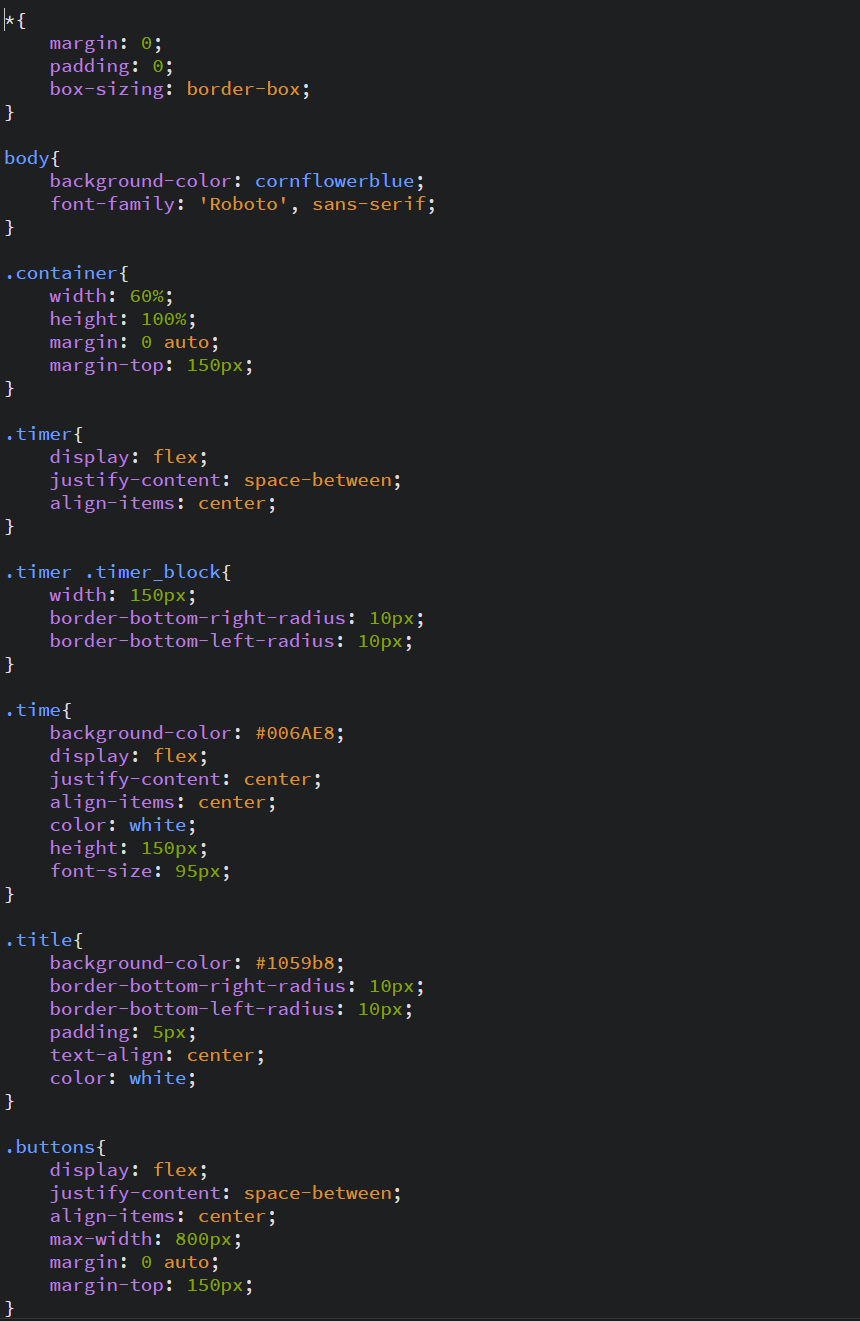 *{
    margin: 0;
    padding: 0;
    box-sizing: border-box;
}

body{
    background-color: cornflowerblue;
    font-family: 'Roboto', sans-serif;
}

.container{
    width: 60%;
    height: 100%;
    margin: 0 auto;
    margin-top: 150px;
}

.timer{
    display: flex;
    justify-content: space-between;
    align-items: center;
}

.timer .timer_block{
    width: 150px;
    border-bottom-right-radius: 10px;
    border-bottom-left-radius: 10px;
}

.time{
    background-color: #006AE8;
    display: flex;
    justify-content: center;
    align-items: center;
    color: white;
    height: 150px;
    font-size: 95px;
}

.title{
    background-color: #1059b8;
    border-bottom-right-radius: 10px;
    border-bottom-left-radius: 10px;
    padding: 5px;
    text-align: center;
    color: white;
}

.buttons{
    display: flex;
    justify-content: space-between;
    align-items: center;
    max-width: 800px;
    margin: 0 auto;
    margin-top: 150px;
}